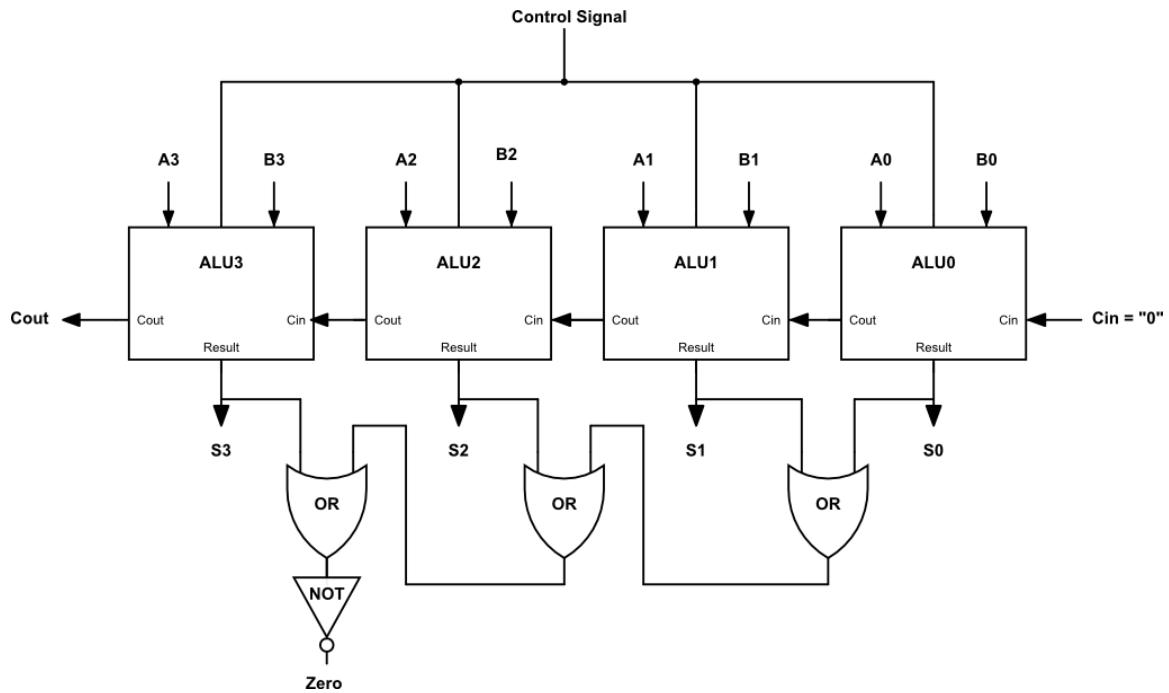 Control Signal
A3 B3 A2 B2 A1 B1 A0 B0
ALU3 ALU2 ALU1 ALU0
Cout Cout Cin Cout Cin Cout Cin Cout Cin Cin = "0"
Result Result Result Result
S3 S2 S1 S0
OR OR OR
NOT
Zero